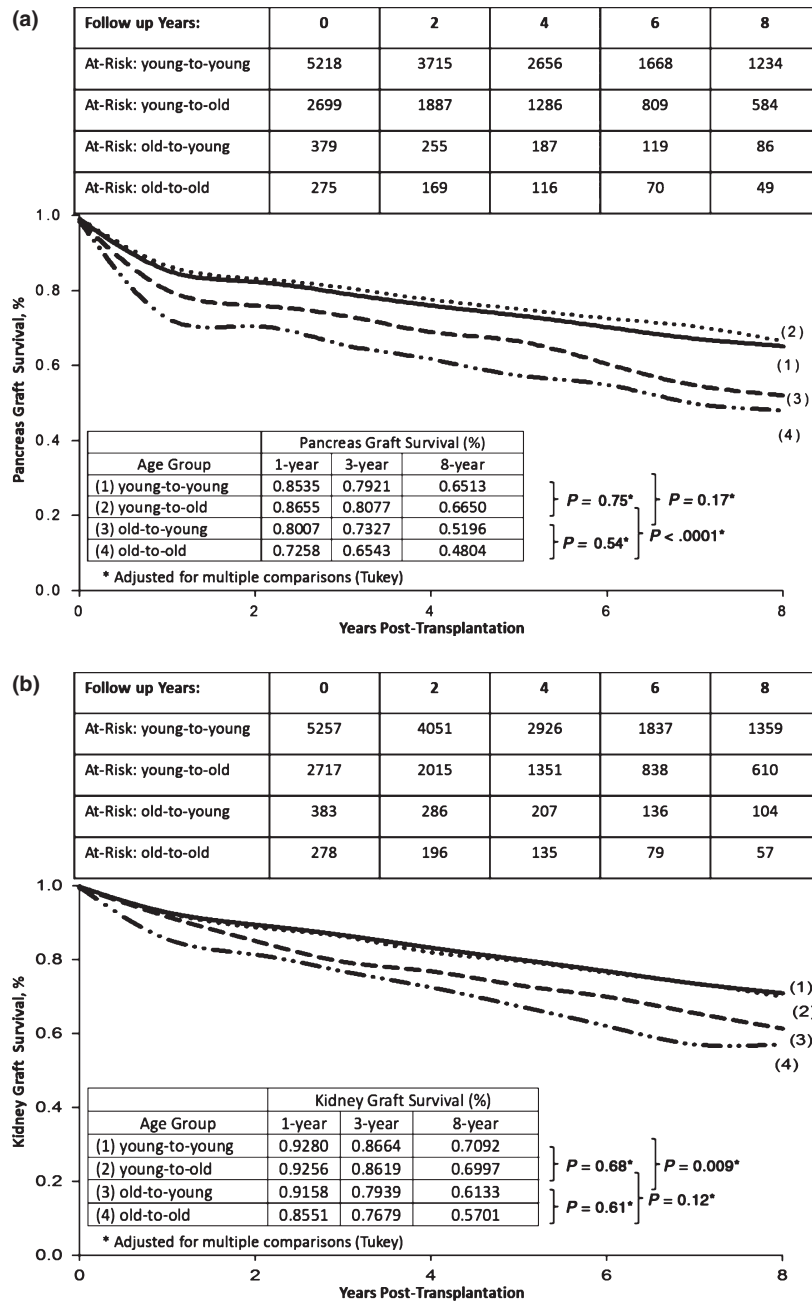 (a)
Follow up Years: 0 2 4 6 8
At-Risk: young-to-young 5218 3715 2656 1668 1234
At-Risk: young-to-old 2699 1887 1286 809 584
At-Risk: old-to-young 379 255 187 119 86
At-Risk: old-to-old 275 169 116 70 49
1.0
0.8
0.6
0.4
0.2
0.0
Pancreas Graft Survival, %
(2)
(1)
(3)
(4)
Pancreas Graft Survival (%)
Age Group 1-year 3-year 8-year
(1) young-to-young 0.8535 0.7921 0.6513
(2) young-to-old 0.8655 0.8077 0.6650
(3) old-to-young 0.8007 0.7327 0.5196
(4) old-to-old 0.7258 0.6543 0.4804
* Adjusted for multiple comparisons (Tukey)
P = 0.75*
P = 0.17*
P = 0.54*
P < .0001*
0 2 4 6 8
Years Post-Transplantation
(b)
Follow up Years: 0 2 4 6 8
At-Risk: young-to-young 5257 4051 2926 1837 1359
At-Risk: young-to-old 2717 2015 1351 838 610
At-Risk: old-to-young 383 286 207 136 104
At-Risk: old-to-old 278 196 135 79 57
1.0
0.8
0.6
0.4
0.2
0.0
Kidney Graft Survival, %
(1)
(2)
(3)
(4)
Kidney Graft Survival (%)
Age Group 1-year 3-year 8-year
(1) young-to-young 0.9280 0.8664 0.7092
(2) young-to-old 0.9256 0.8619 0.6997
(3) old-to-young 0.9158 0.7939 0.6133
(4) old-to-old 0.8551 0.7679 0.5701
* Adjusted for multiple comparisons (Tukey)
P = 0.68*
P = 0.009*
P = 0.61*
P = 0.12*
0 2 4 6 8
Years Post-Transplantation